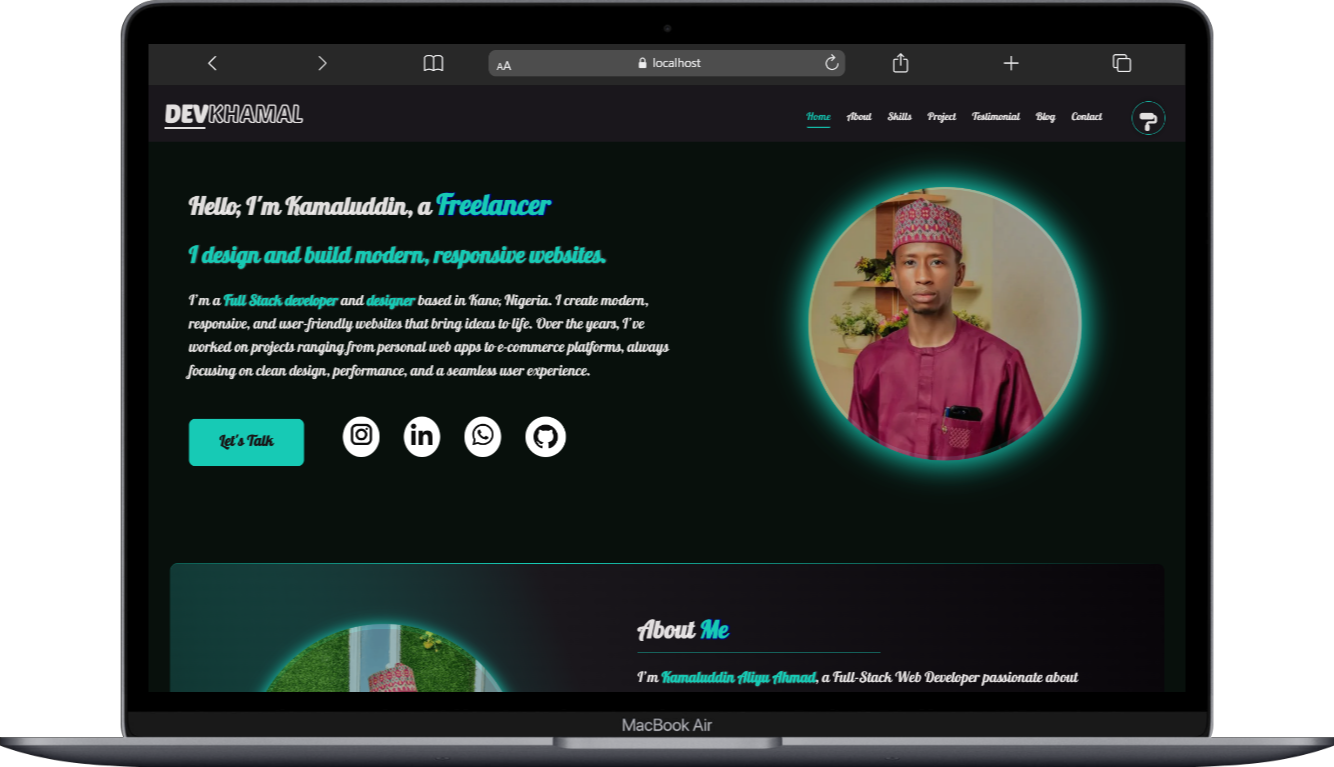 AA localhost
DEVKHAMAL
Home About Skills Project Testimonial Blog Contact
Hello, I'm Kamaluddin, a Freelancer
I design and build modern, responsive websites.
I'm a Full Stack developer and designer based in Kano, Nigeria. I create modern,
responsive, and user-friendly websites that bring ideas to life. Over the years, I've
worked on projects ranging from personal web apps to e-commerce platforms, always
focusing on clean design, performance, and a seamless user experience.
Let's Talk
in
About Me
I'm Kamaluddin Aliyu Ahmad, a Full-Stack Web Developer passionate about
MacBook Air